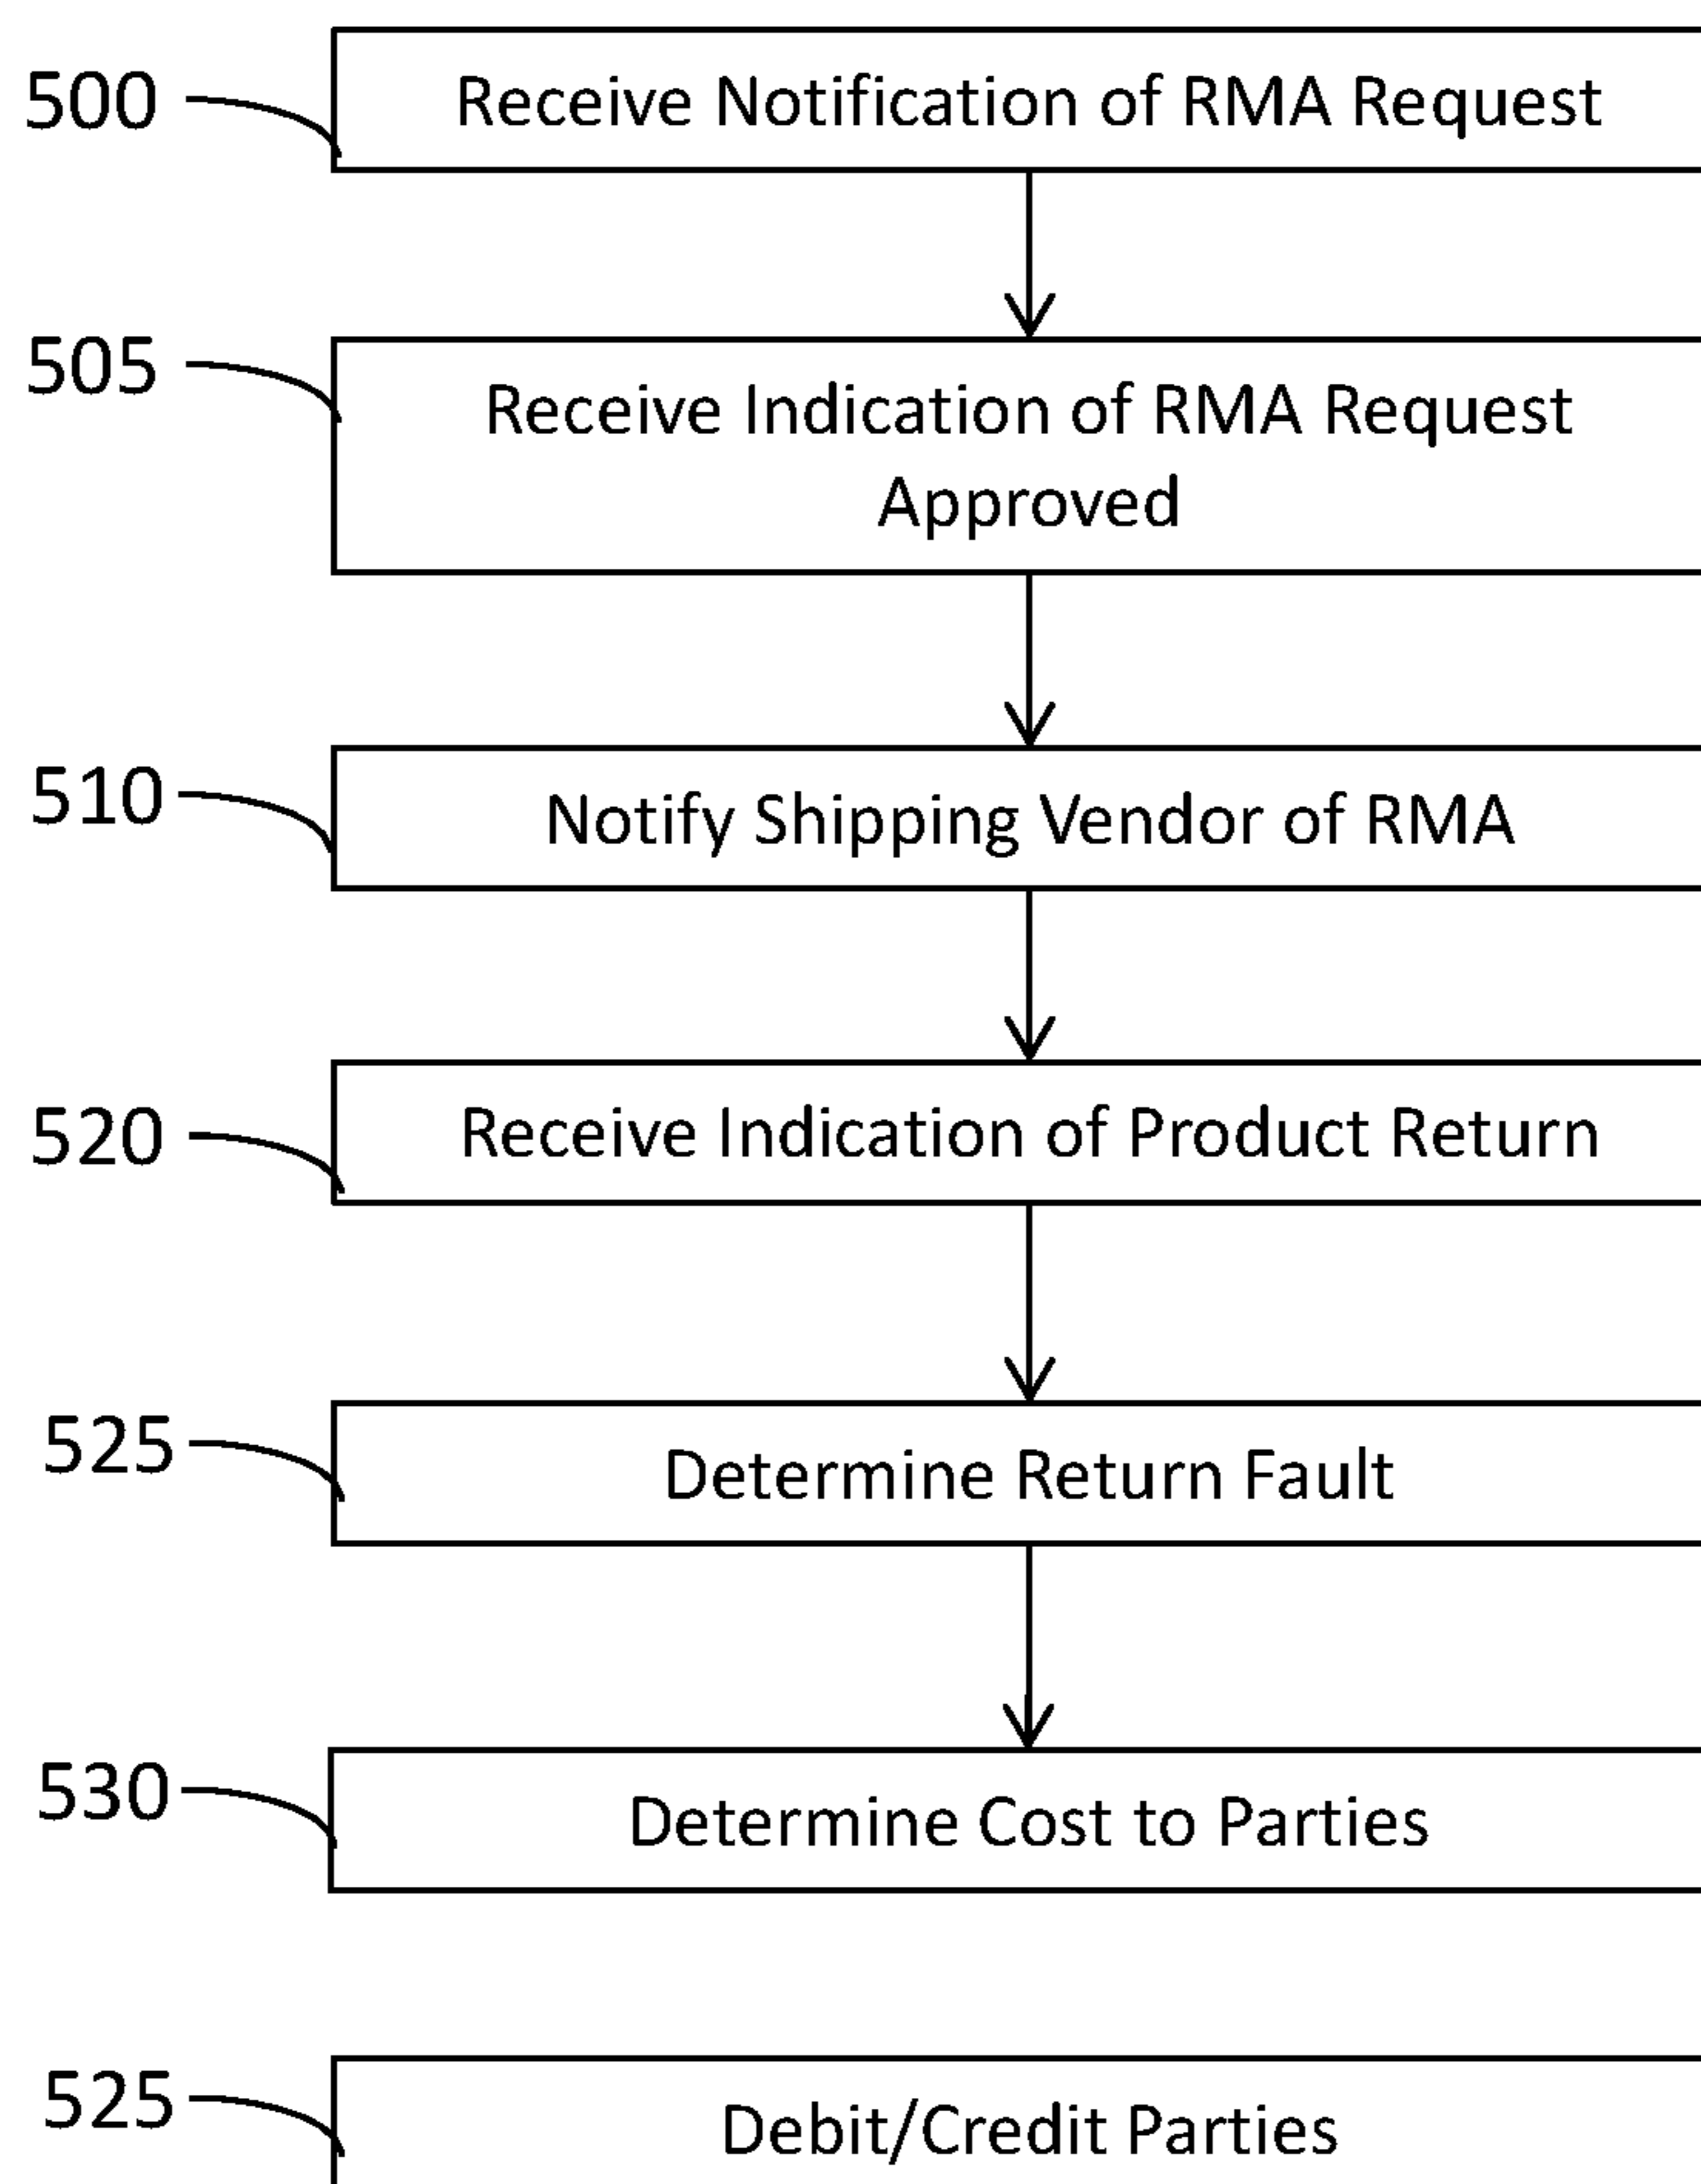 500
Receive Notification of RMA Request
505
Receive Indication of RMA Request
Approved
510
Notify Shipping Vendor of RMA
520
Receive Indication of Product Return
525
Determine Return Fault
530
Determine Cost to Parties
525
Debit/Credit Parties